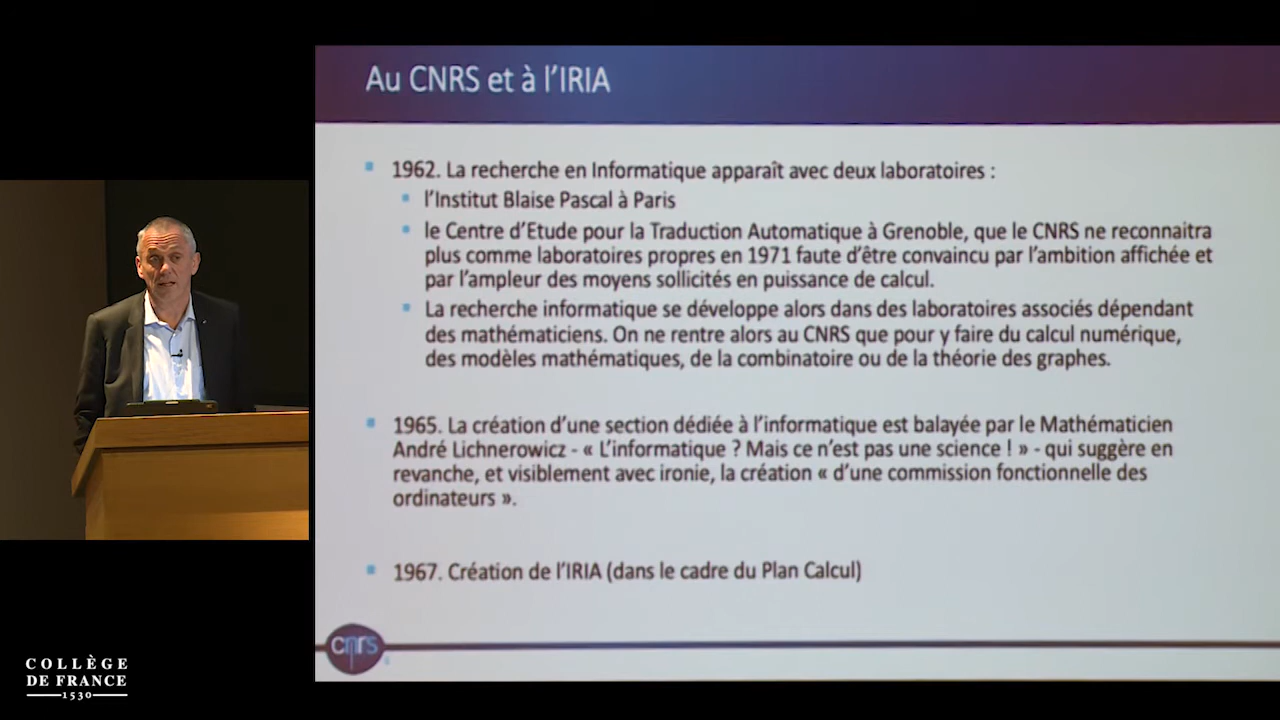 Au CNRS et à l'IRIA
1962. La recherche en Informatique apparaît avec deux laboratoires :
l'Institut Blaise Pascal à Paris
le Centre d'Etude pour la Traduction Automatique à Grenoble, que le CNRS ne reconnaitra
plus comme laboratoires propres en 1971 faute d'être convaincu par l'ambition affichée et
par l'ampleur des moyens sollicités en puissance de calcul.
La recherche informatique se développe alors dans des laboratoires associés dépendant
des mathématiciens. On ne rentre alors au CNRS que pour y faire du calcul numérique,
des modèles mathématiques, de la combinatoire ou de la théorie des graphes.
1965. La création d'une section dédiée à l'informatique est balayée par le Mathématicien
André Lichnerowicz - « L'informatique ? Mais ce n'est pas une science ! » - qui suggère en
revanche, et visiblement avec ironie, la création « d'une commission fonctionnelle des
ordinateurs ».
1967. Création de l'IRIA (dans le cadre du Plan Calcul)
cnrs
COLLÈGE
DE FRANCE
1530